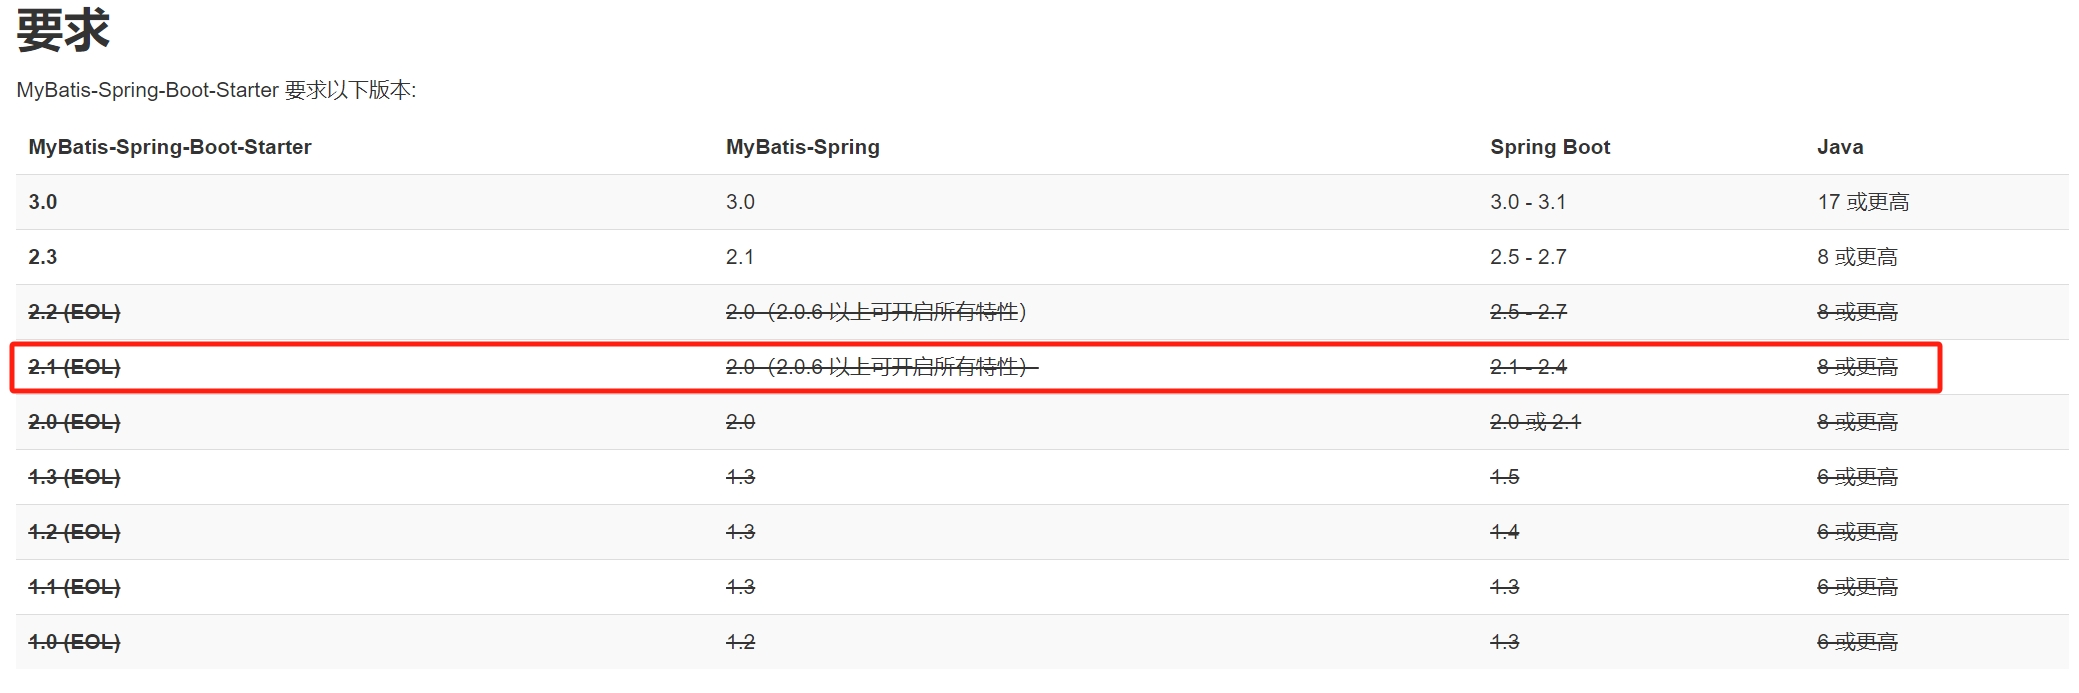 要求
MyBatis-Spring-Boot-Starter 要求以下版本:
MyBatis-Spring-Boot-Starter MyBatis-Spring Spring Boot Java
3.0 3.0 3.0 - 3.1 17 或更高
2.3 2.1 2.5 - 2.7 8 或更高
2.2 (EOL) 2.0（2.0.6 以上可开启所有特性） 2.5 - 2.7 8 或更高
2.1 (EOL) 2.0（2.0.6 以上可开启所有特性） 2.1 - 2.4 8 或更高
2.0 (EOL) 2.0 2.0 或 2.1 8 或更高
1.3 (EOL) 1.3 1.5 6 或更高
1.2 (EOL) 1.3 1.4 6 或更高
1.1 (EOL) 1.3 1.3 6 或更高
1.0 (EOL) 1.2 1.3 6 或更高